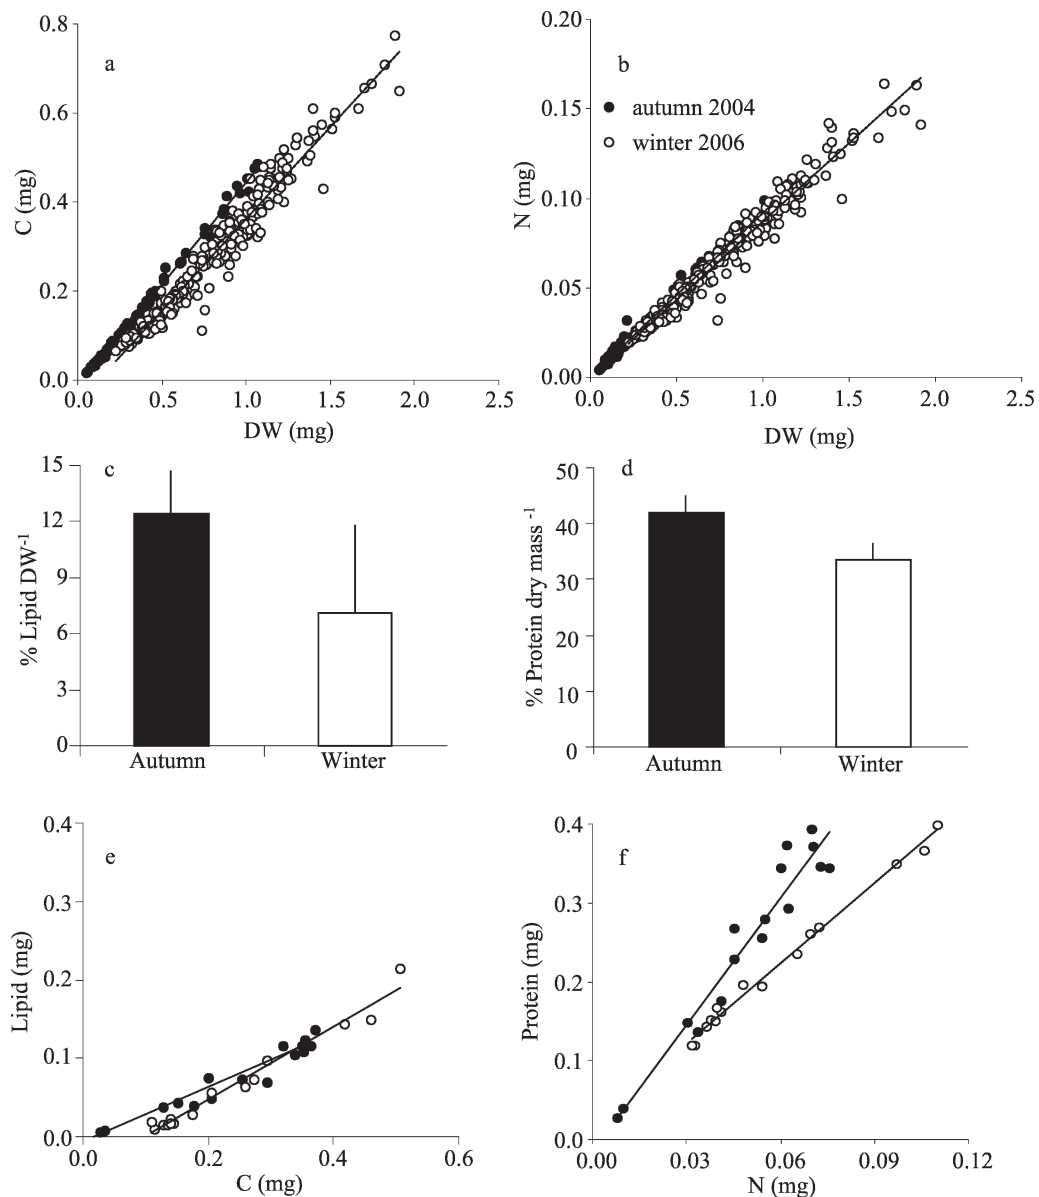 a
C (mg)
0.8
0.6
0.4
0.2
0.0
0.0 0.5 1.0 1.5 2.0 2.5
DW (mg)
b
autumn 2004
winter 2006
N (mg)
0.20
0.15
0.10
0.05
0.00
0.0 0.5 1.0 1.5 2.0 2.5
DW (mg)
c
% Lipid DW-1
15
12
9
6
3
0
Autumn Winter
d
% Protein dry mass -1
50
40
30
20
10
0
Autumn Winter
e
Lipid (mg)
0.4
0.3
0.2
0.1
0.0
0.0 0.2 0.4 0.6
C (mg)
f
Protein (mg)
0.4
0.3
0.2
0.1
0.0
0.00 0.03 0.06 0.09 0.12
N (mg)